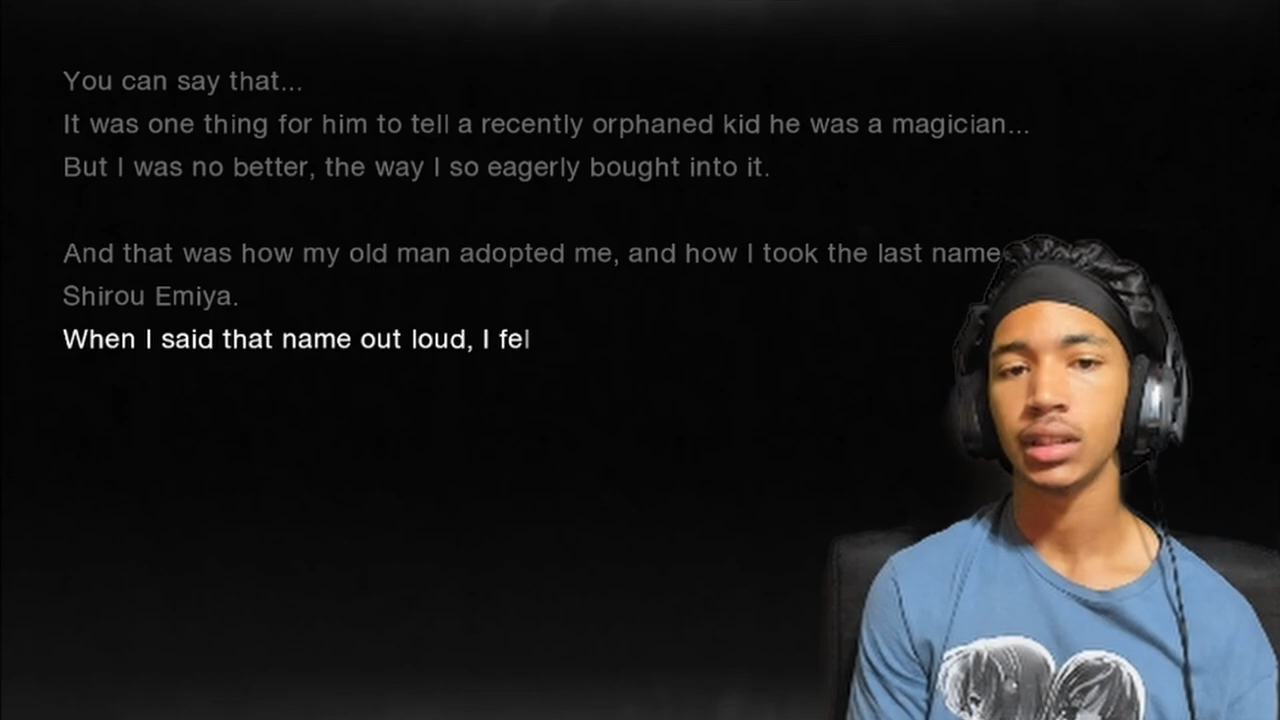 You can say that...
It was one thing for him to tell a recently orphaned kid he was a magician...
But I was no better, the way I so eagerly bought into it.
And that was how my old man adopted me, and how I took the last name
Shirou Emiya.
When I said that name out loud, I fel